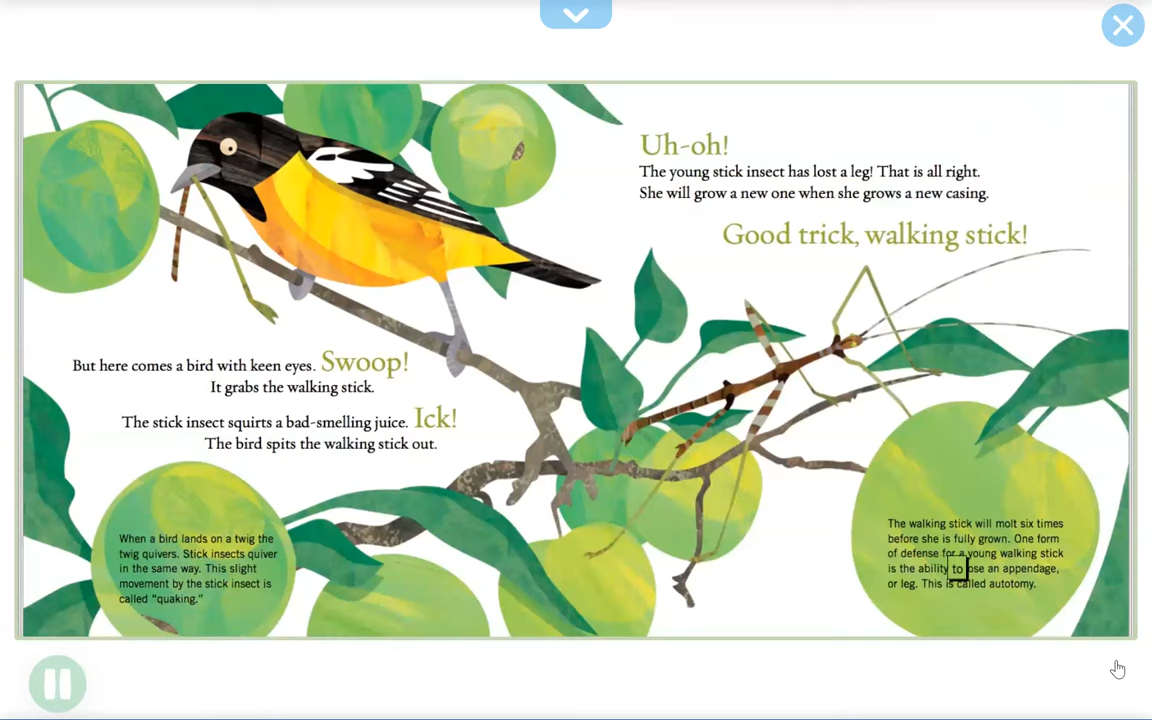 But here comes a bird with keen eyes. Swoop!
It grabs the walking stick.
The stick insect squirts a bad-smelling juice. Ick!
The bird spits the walking stick out.
When a bird lands on a twig the
twig quivers. Stick insects quiver
in the same way. This slight
movement by the stick insect is
called “quaking.”
Uh-oh!
The young stick insect has lost a leg! That is all right.
She will grow a new one when she grows a new casing.
Good trick, walking stick!
The walking stick will molt six times
before she is fully grown. One form
of defense for a young walking stick
is the ability to lose an appendage,
or leg. This is called autotomy.